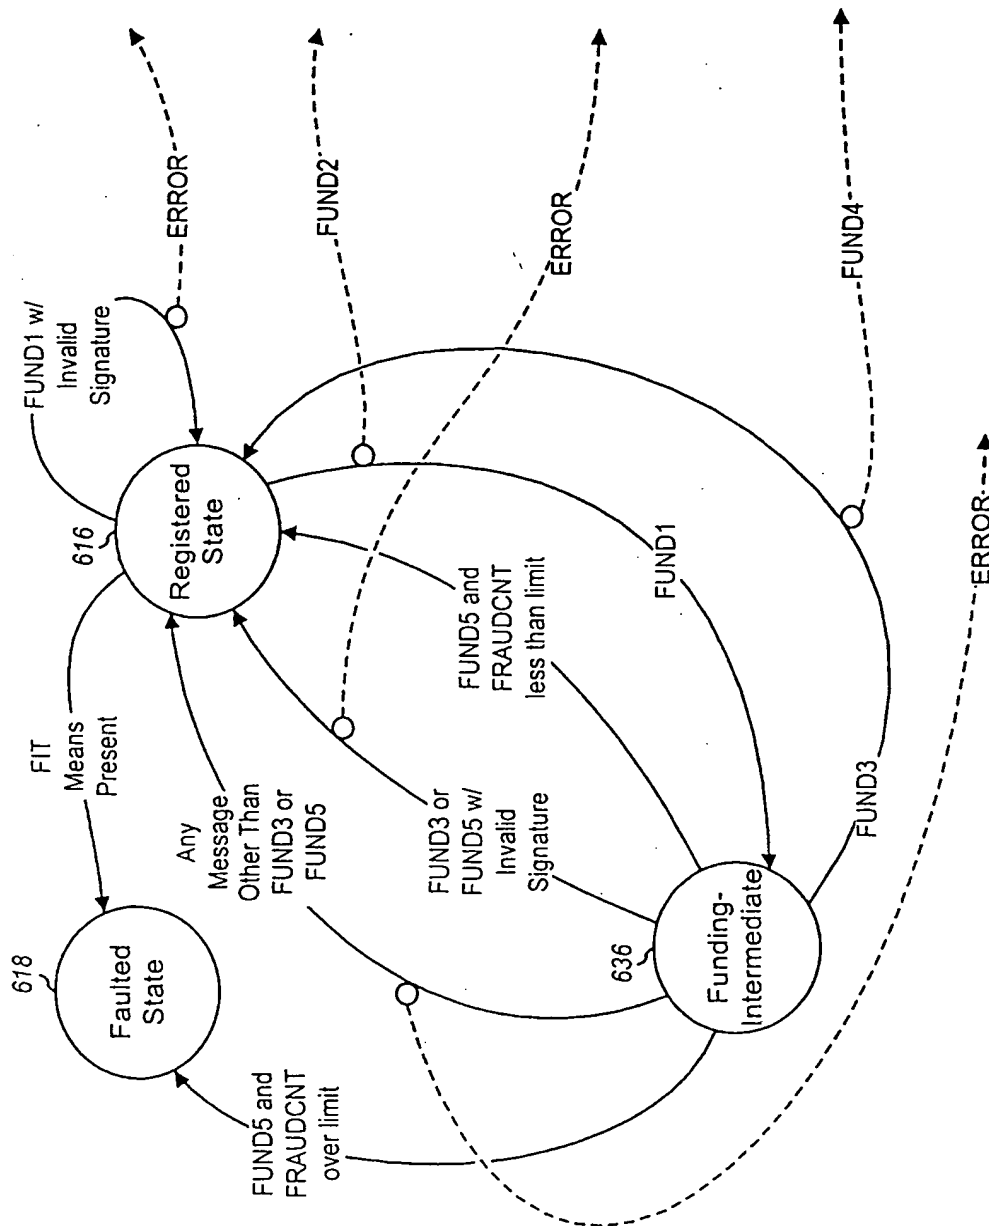 618
Faulted
State
616
Registered
State
636
Funding-
Intermediate
FIT
Means
Present
FUND1 w/
Invalid
Signature
ERROR
FUND2
ERROR
FUND4
ERROR
FUND5 and
FRAUDCNT
over limit
Any
Message
Other Than
FUND3 or
FUND5
FUND3 or
FUND5 w/
Invalid
Signature
FUND5 and
FRAUDCNT
less than limit
FUND1
FUND3